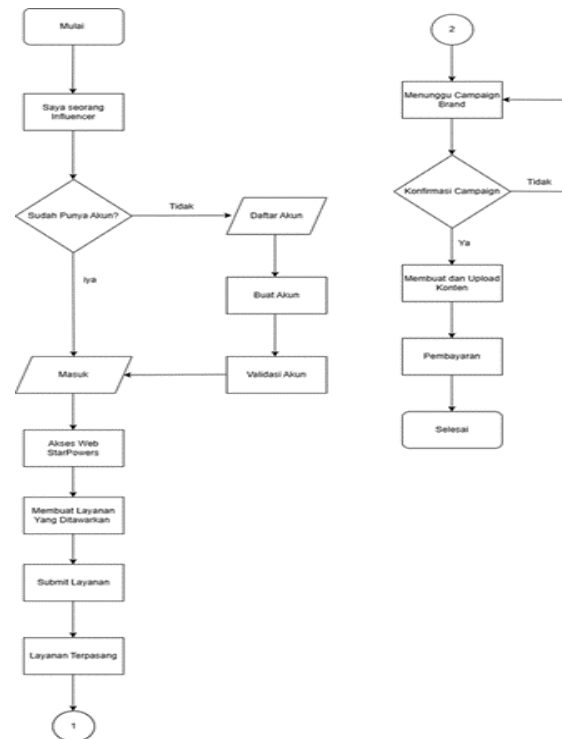 Mulai
Saya seorang
Influencer
Sudah Punya Akun?
Tidak
Daftar Akun
iya
Buat Akun
Masuk
Validasi Akun
Akses Web
StarPowers
Membuat Layanan
Yang Ditawarkan
Submit Layanan
Layanan Terpasang
1
2
Menunggu Campaign
Brand
Konfirmasi Campaign
Tidak
Ya
Membuat dan Upload
Konten
Pembayaran
Selesai